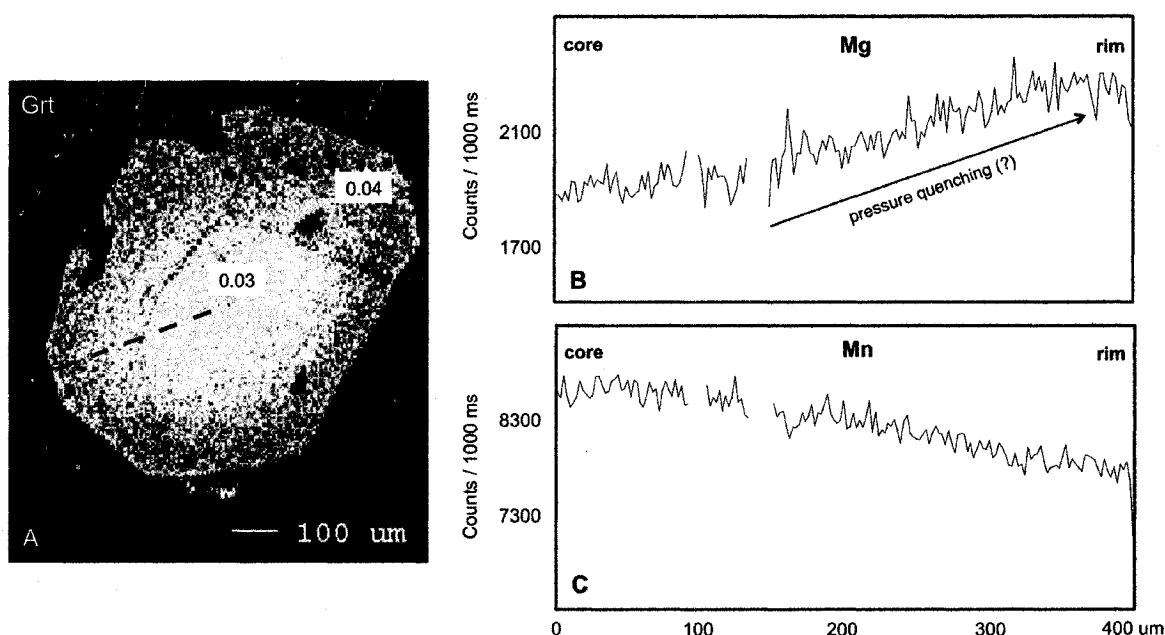 Grt
0.04
0.03
A
100 um
core
Mg
rim
Counts / 1000 ms
2100
1700
pressure quenching (?)
B
core
Mn
rim
Counts / 1000 ms
8300
7300
C
0
100
200
300
400 um